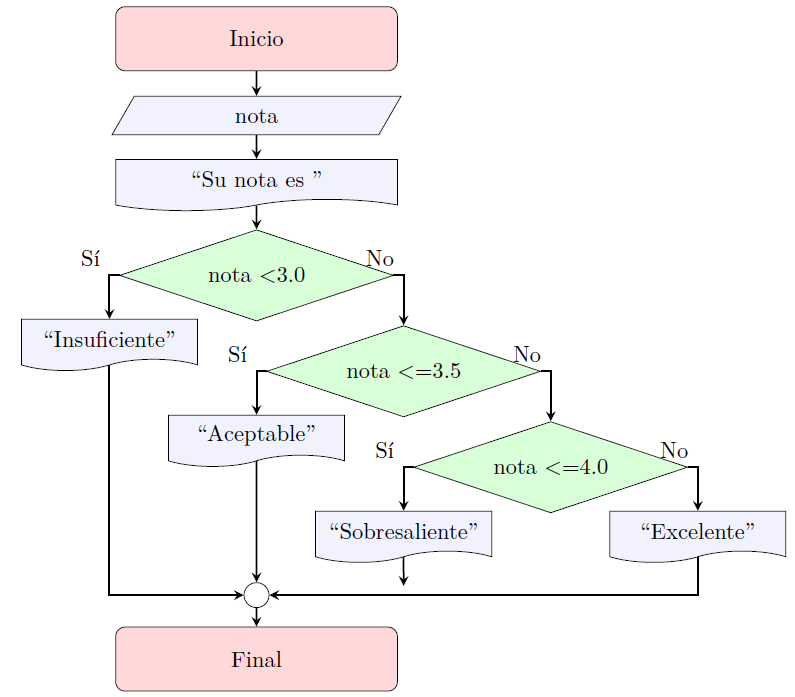 Inicio
nota
“Su nota es ”
Sí
No
nota <3.0
“Insuficiente”
Sí
No
nota <=3.5
“Aceptable”
Sí
No
nota <=4.0
“Sobresaliente”
“Excelente”
Final